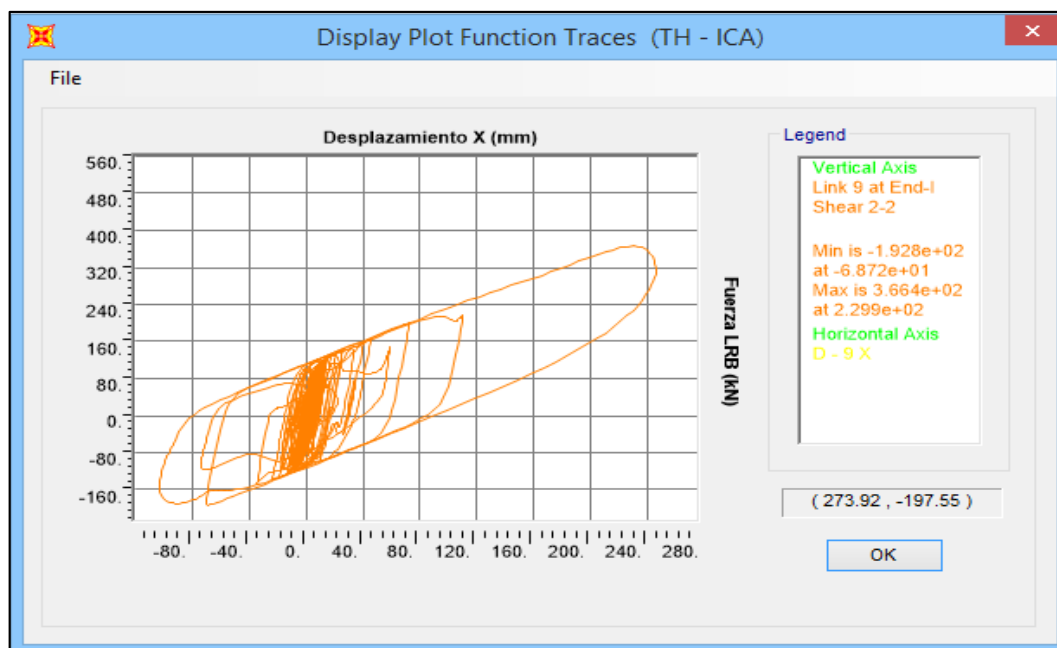 Display Plot Function Traces (TH - ICA)
File
Desplazamiento X (mm)
560.
480.
400.
320.
240.
160.
80.
0.
-80.
-160.
-80. -40. 0. 40. 80. 120. 160. 200. 240. 280.
Fuerza LRB (kN)
Legend
Vertical Axis
Link 9 at End-I
Shear 2-2
Min is -1.928e+02
at -6.872e+01
Max is 3.664e+02
at 2.299e+02
Horizontal Axis
D - 9 X
( 273.92 , -197.55 )
OK